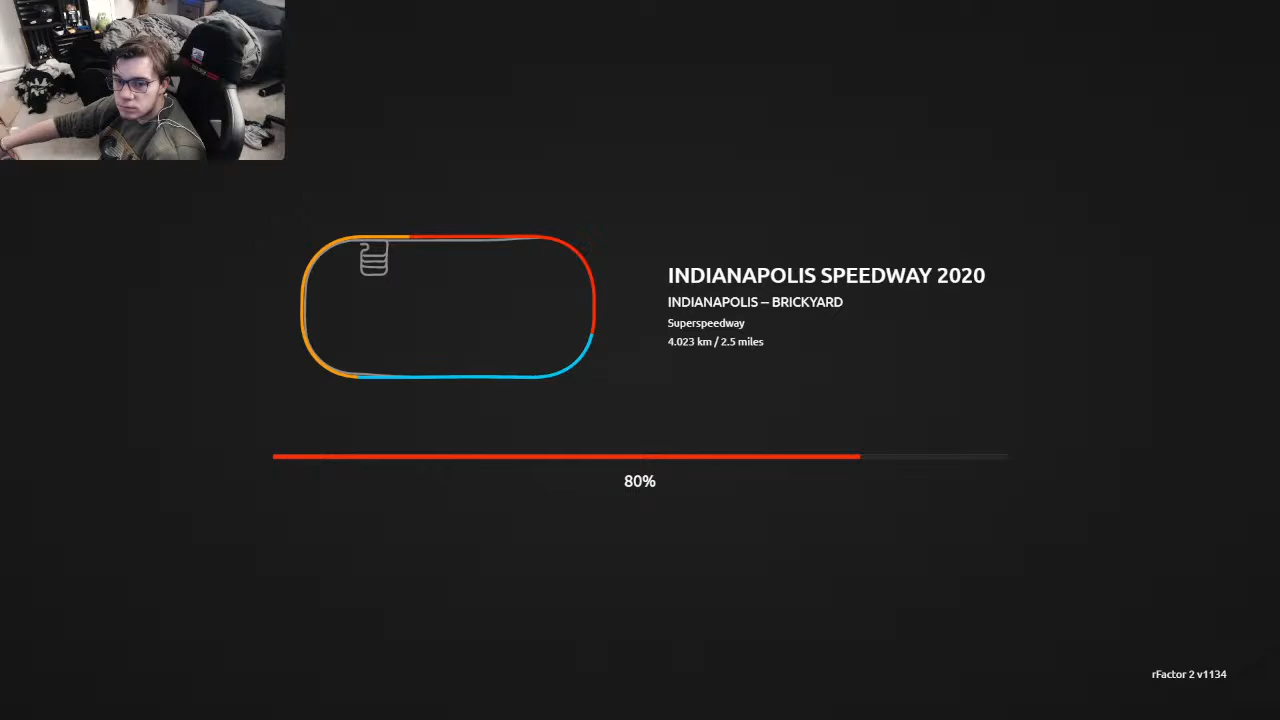 INDIANAPOLIS SPEEDWAY 2020
INDIANAPOLIS – BRICKYARD
Superspeedway
4.023 km / 2.5 miles
80%
rFactor 2 v1134